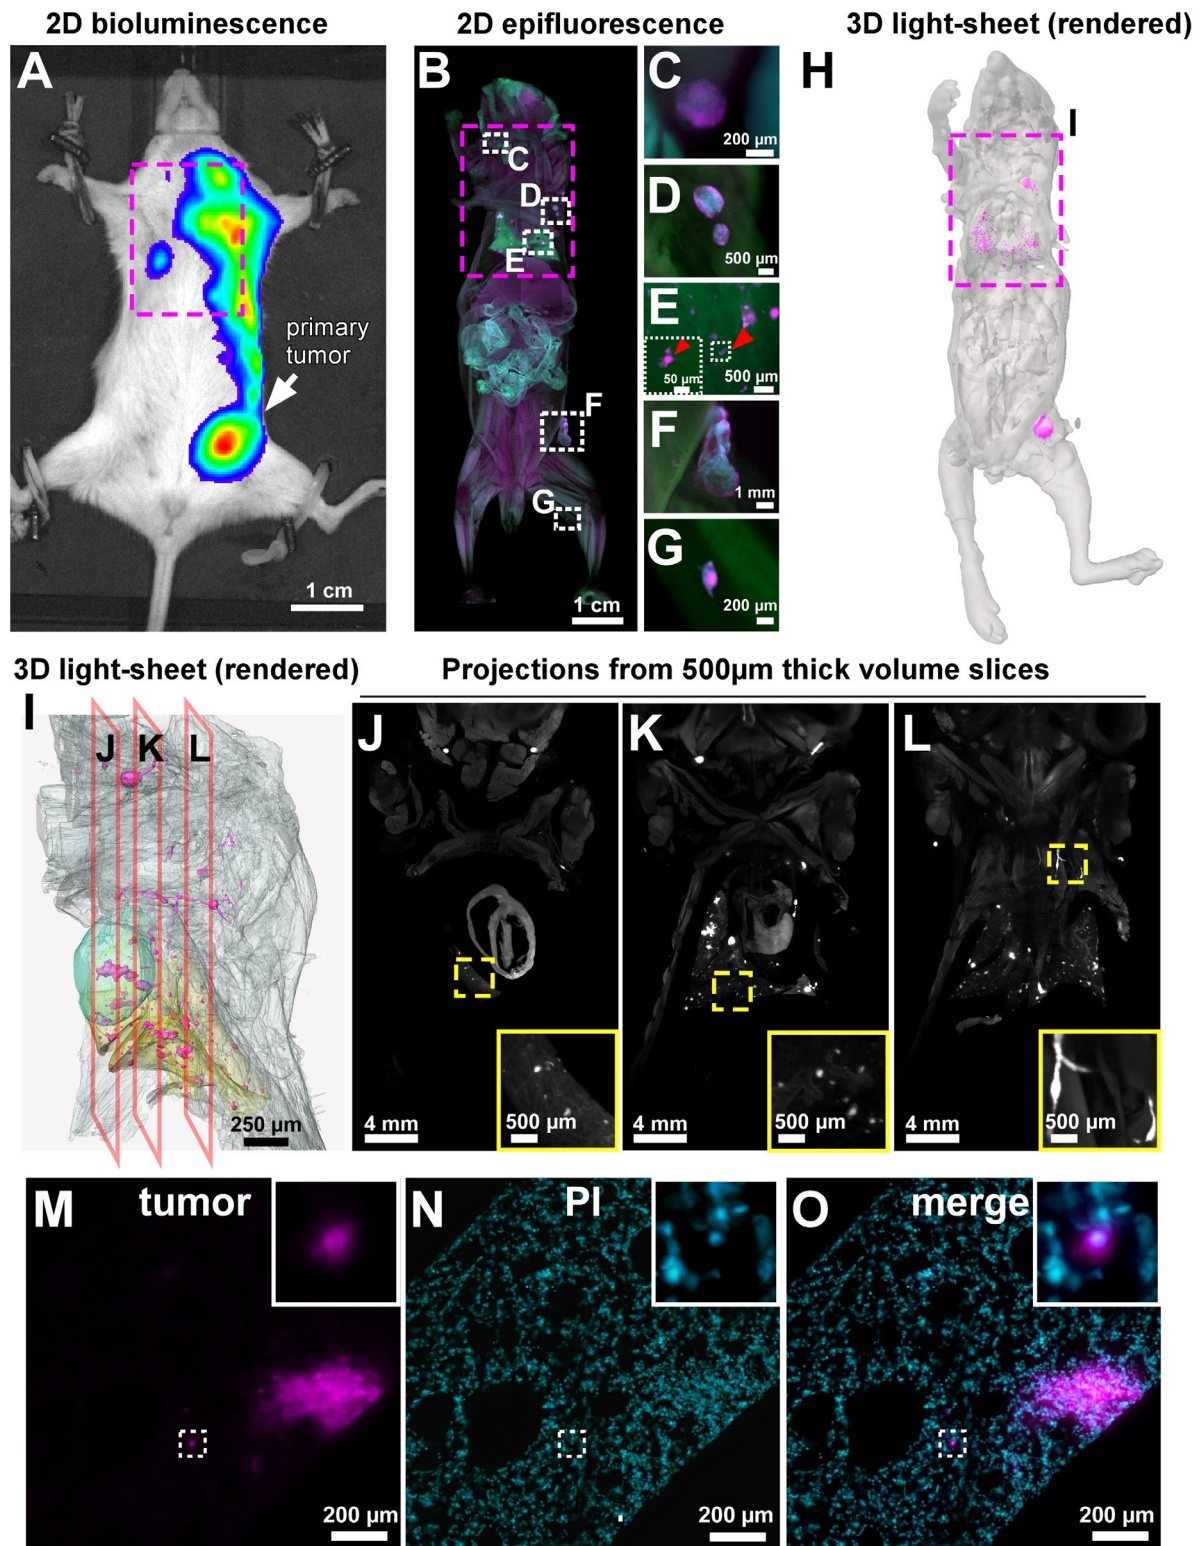 2D bioluminescence
2D epifluorescence
3D light-sheet (rendered)
A
primary
tumor
1 cm
B
C
D
E
F
G
1 cm
C
200 µm
D
500 µm
E
50 µm
500 µm
F
1 mm
G
200 µm
H
I
3D light-sheet (rendered)
Projections from 500µm thick volume slices
I
J
K
L
250 µm
J
4 mm
500 µm
K
4 mm
500 µm
L
4 mm
500 µm
M
tumor
200 µm
N
PI
200 µm
O
merge
200 µm